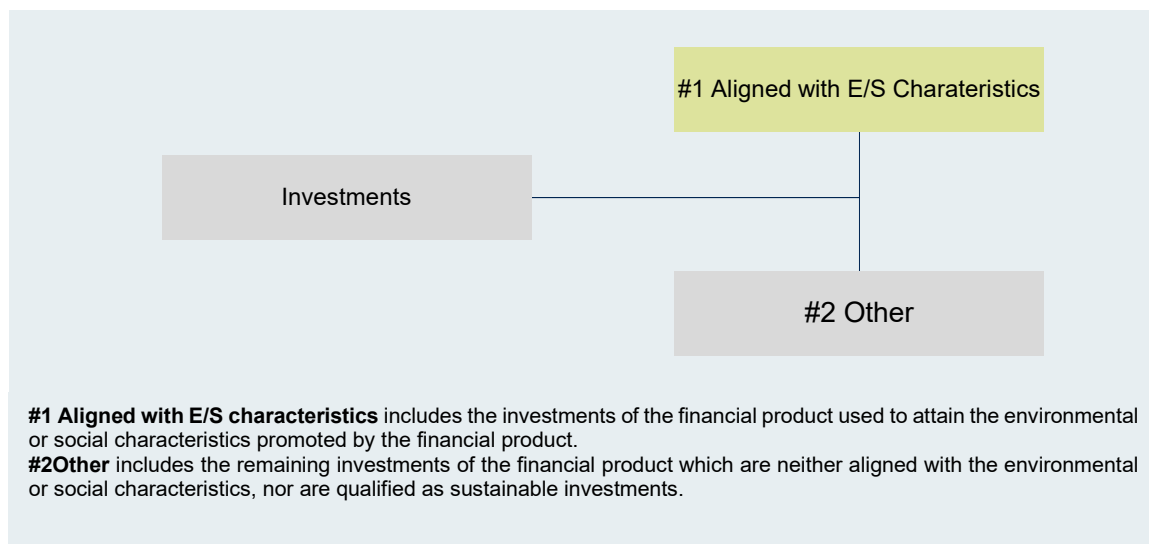 #1 Aligned with E/S Charateristics
Investments
#2 Other
#1 Aligned with E/S characteristics includes the investments of the financial product used to attain the environmental
or social characteristics promoted by the financial product.
#2Other includes the remaining investments of the financial product which are neither aligned with the environmental
or social characteristics, nor are qualified as sustainable investments.